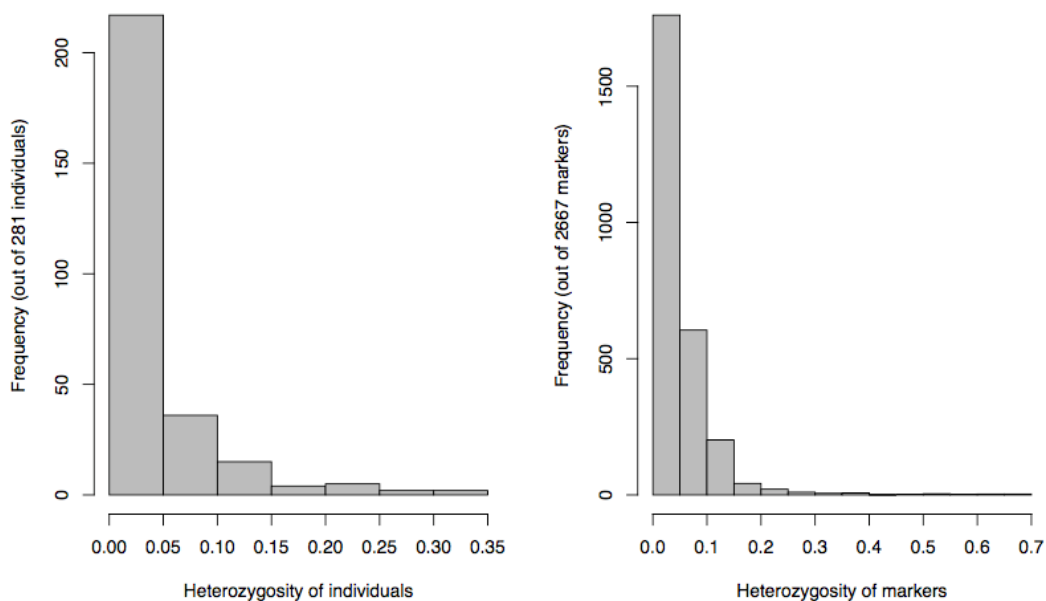 Frequency (out of 281 individuals)
200
150
100
50
0
0.00 0.05 0.10 0.15 0.20 0.25 0.30 0.35
Heterozygosity of individuals
Frequency (out of 2667 markers)
1500
1000
500
0
0.0 0.1 0.2 0.3 0.4 0.5 0.6 0.7
Heterozygosity of markers